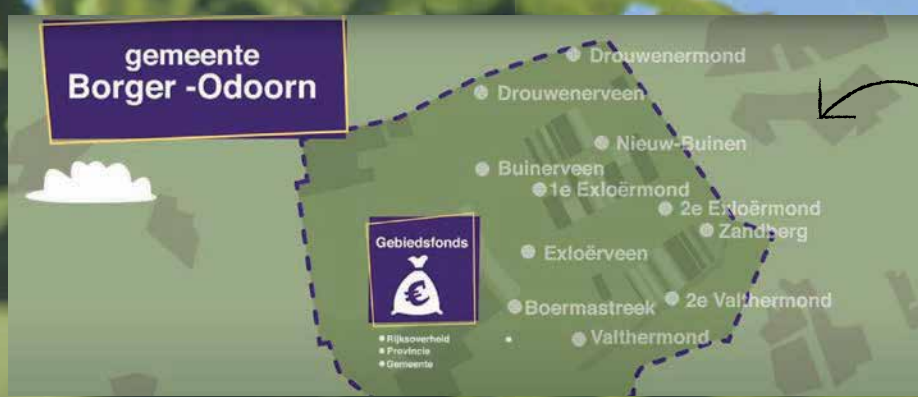 gemeente
Borger -Odoorn
Drouwenermond
Drouwenerveen
Nieuw-Buinen
Buinerveen
1e Exloërmond
2e Exloërmond
Zandberg
Exloërveen
Gebiedsfonds
€
Boermastreek
2e Valthermond
Valthermond
Rijksoverheid
Provincie
Gemeente